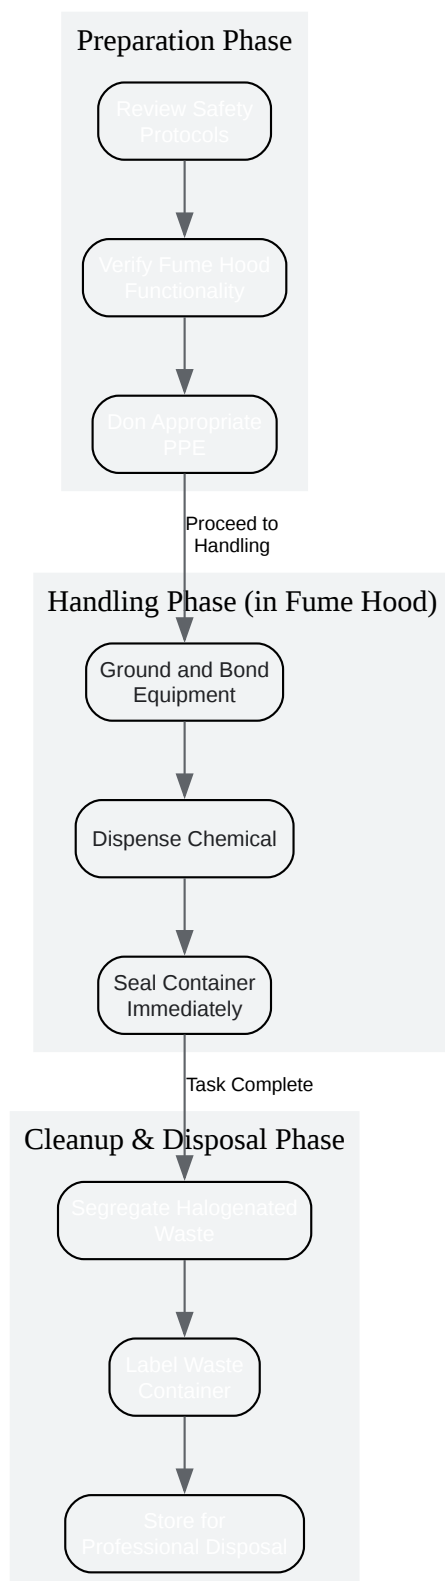 Preparation Phase
Review Safety
Protocols
Verify Fume Hood
Functionality
Don Appropriate
PPE
Proceed to
Handling
Handling Phase (in Fume Hood)
Ground and Bond
Equipment
Dispense Chemical
Seal Container
Immediately
Task Complete
Cleanup & Disposal Phase
Segregate Halogenated
Waste
Label Waste
Container
Store for
Professional Disposal